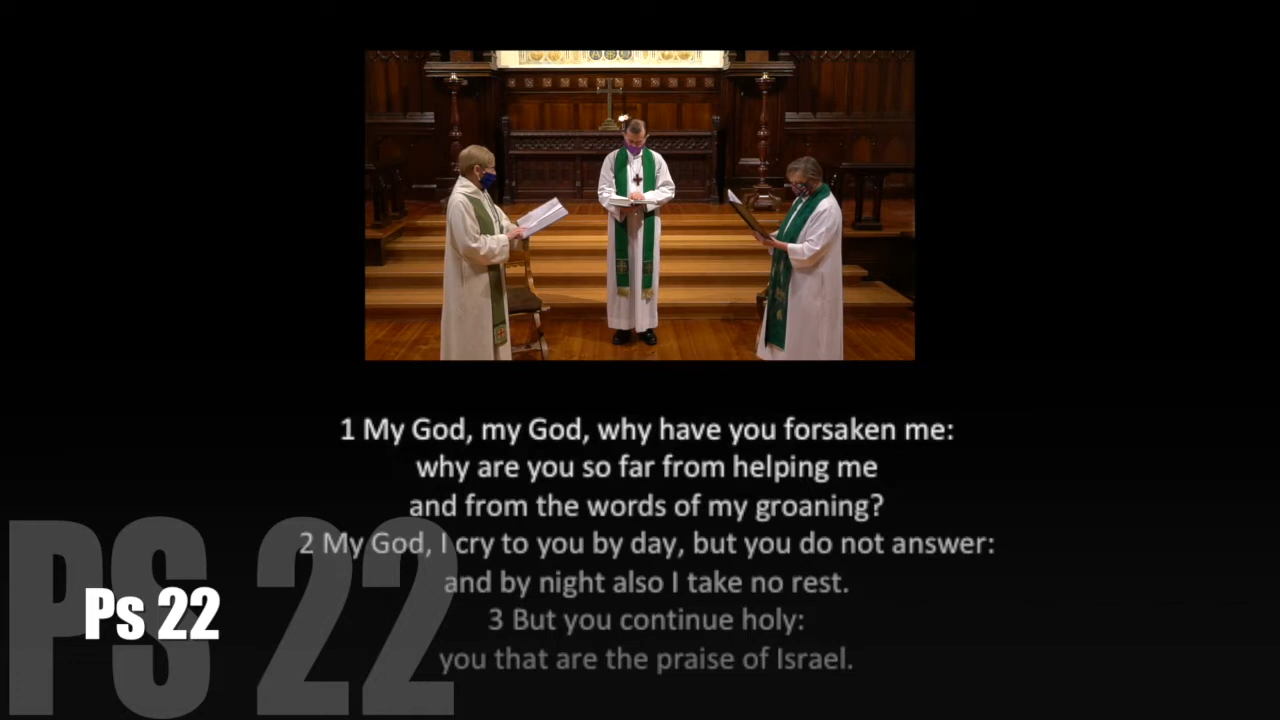 1 My God, my God, why have you forsaken me:
why are you so far from helping me
and from the words of my groaning?
2 My God, I cry to you by day, but you do not answer:
and by night also I take no rest.
3 But you continue holy:
you that are the praise of Israel.
PS 22
Ps 22